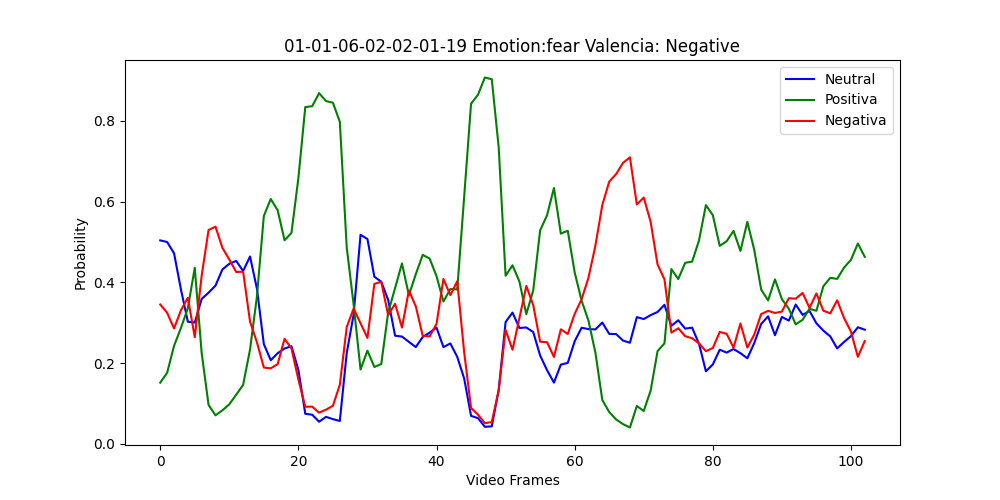 01-01-06-02-02-01-19 Emotion:fear Valencia: Negative
Neutral
Positiva
Negativa
Probability
0.8
0.6
0.4
0.2
0.0
0 20 40 60 80 100
Video Frames